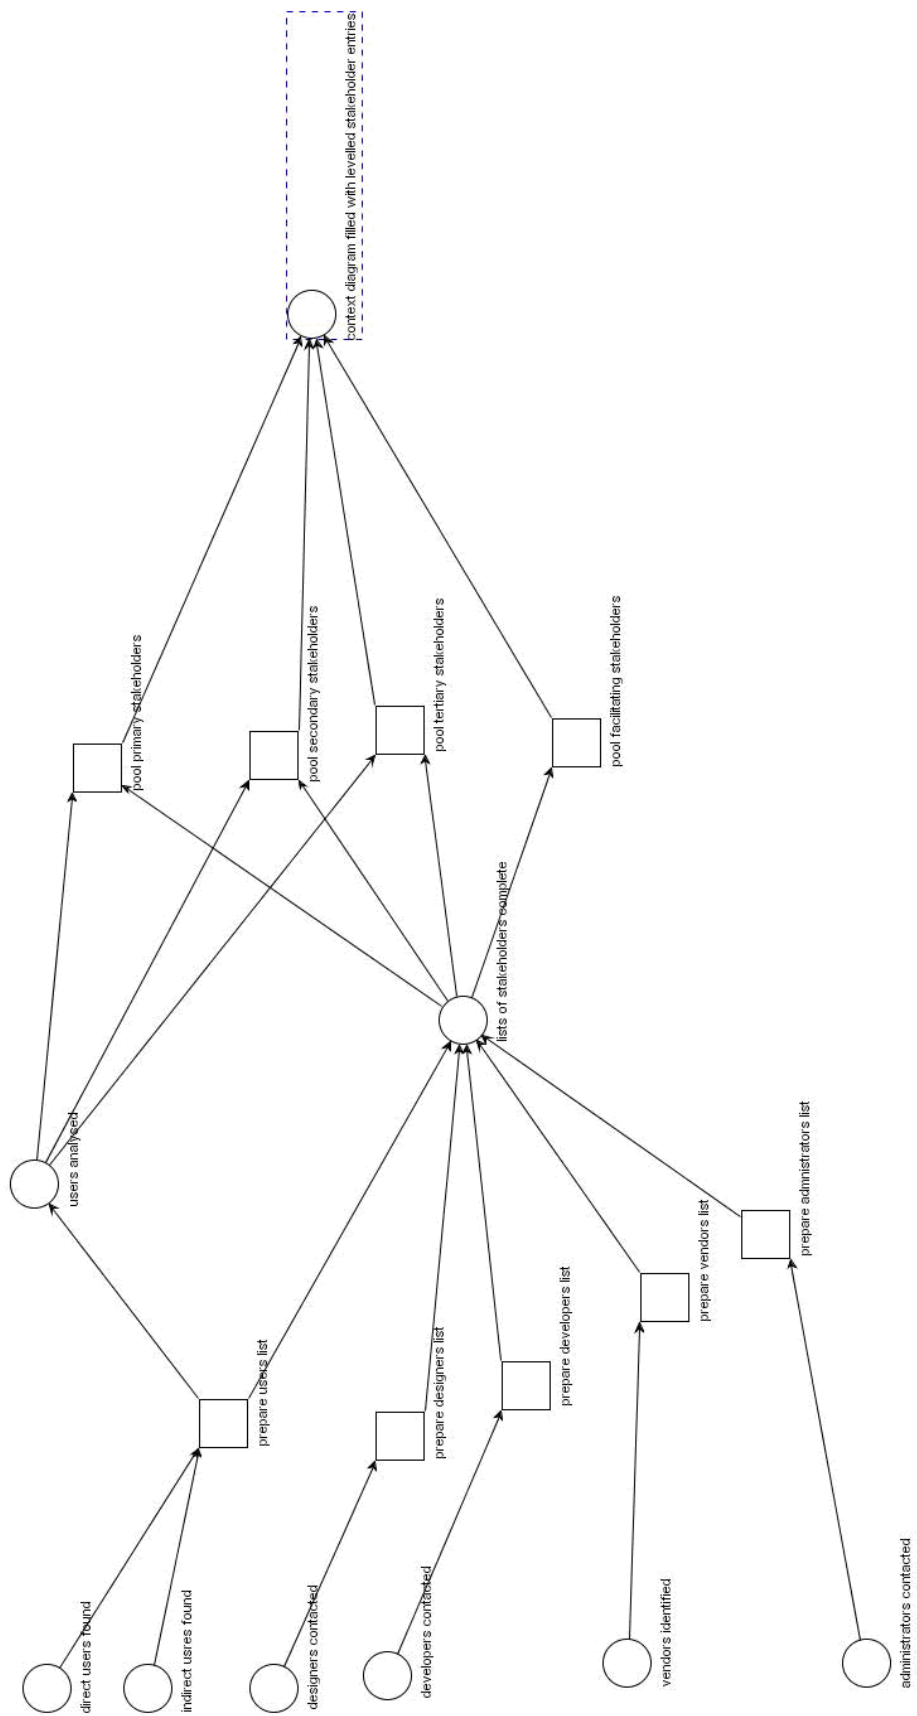 context diagram filled with levelled stakeholder entries
pool primary stakeholders
pool secondary stakeholders
pool tertiary stakeholders
pool facilitating stakeholders
lists of stakeholders complete
users analysed
prepare admnistrators list
prepare vendors list
prepare developers list
prepare designers list
prepare users list
direct users found
indirect usres found
designers contacted
developers contacted
vendors identified
administrators contacted